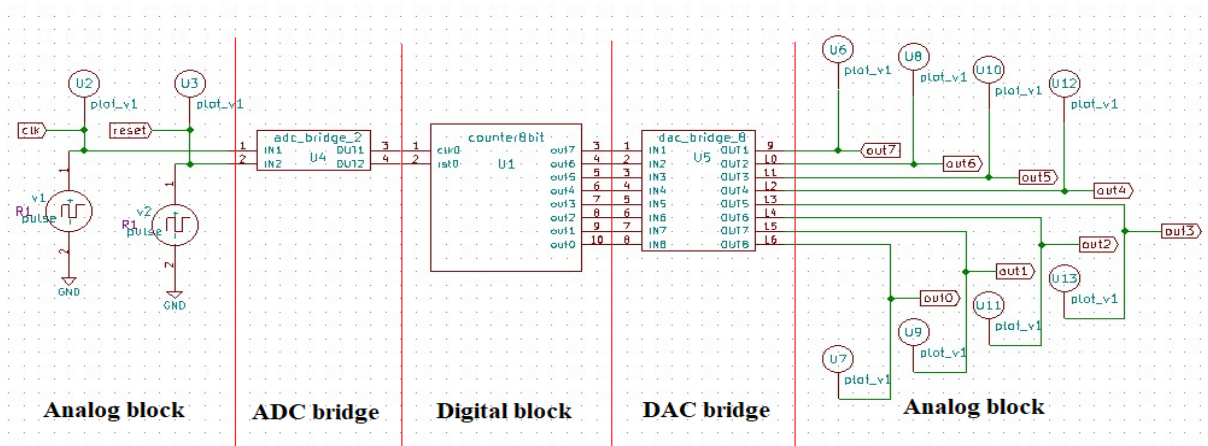 U2
plot_v1
U3
plot_v1
clk
reset
1
2
adc_bridge_2
IN1
IN2
U4
OUT1
OUT2
3
4
1
v1
R1
pulse
2
GND
1
v2
R1
pulse
2
GND
1
2
counter8bit
U1
clk0
rst0
out7
out6
out5
out4
out3
out2
out1
out0
3
4
5
6
7
8
9
10
1
2
3
4
5
6
7
8
dac_bridge_8
U5
IN1
IN2
IN3
IN4
IN5
IN6
IN7
IN8
OUT1
OUT2
OUT3
OUT4
OUT5
OUT6
OUT7
OUT8
9
10
11
12
13
14
15
16
U6
plot_v1
U8
plot_v1
U10
plot_v1
U12
plot_v1
out7
out6
out5
out4
out3
out2
out1
out0
U13
plot_v1
U11
plot_v1
U9
plot_v1
U7
plot_v1
Analog block
ADC bridge
Digital block
DAC bridge
Analog block